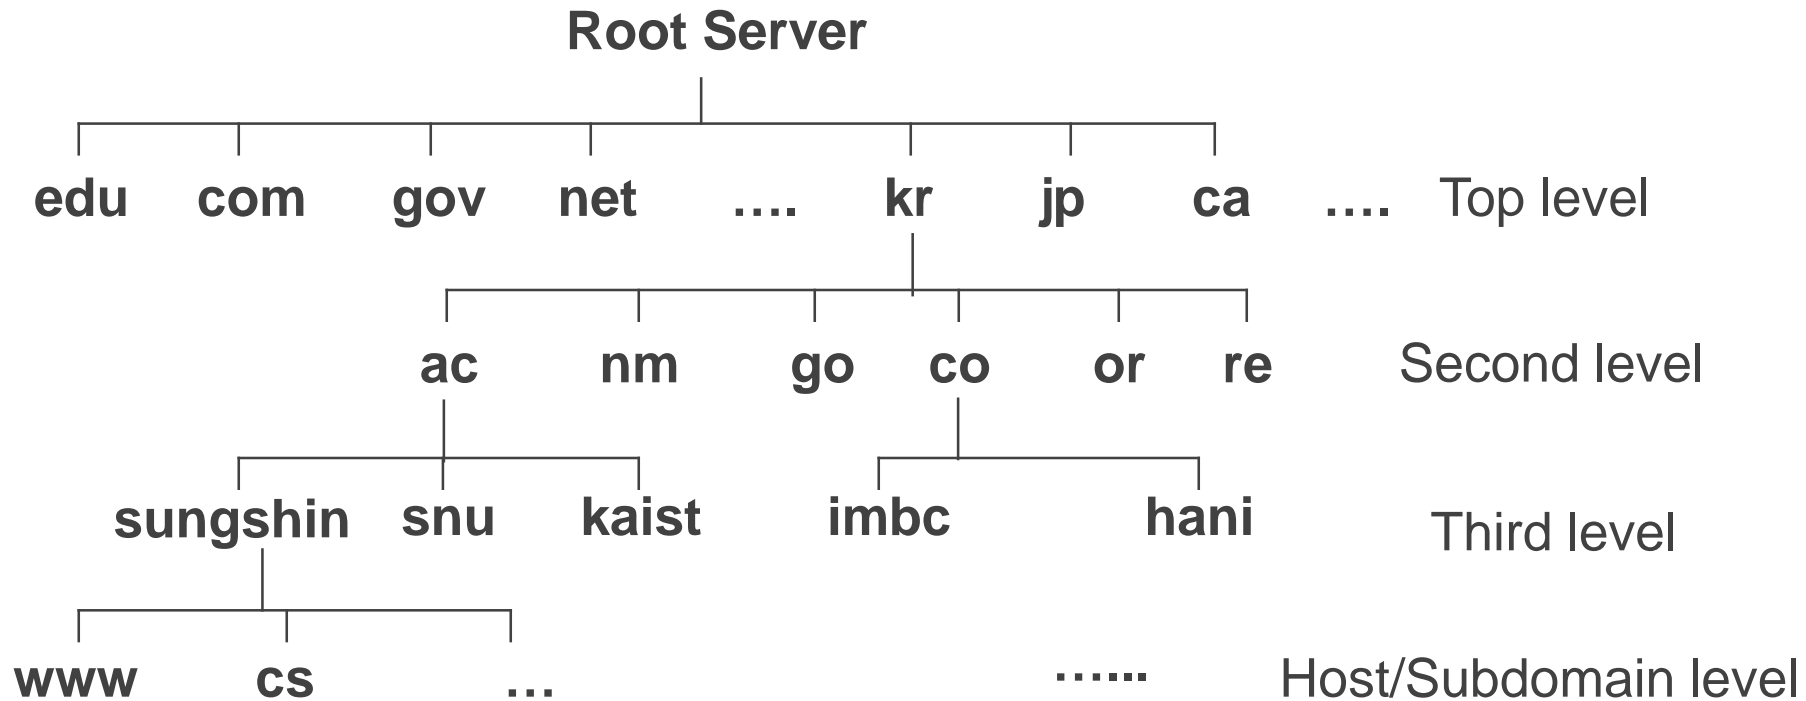 Root Server
edu com gov net …. kr jp ca …. Top level
ac nm go co or re Second level
sungshin snu kaist imbc hani Third level
www cs … …... Host/Subdomain level